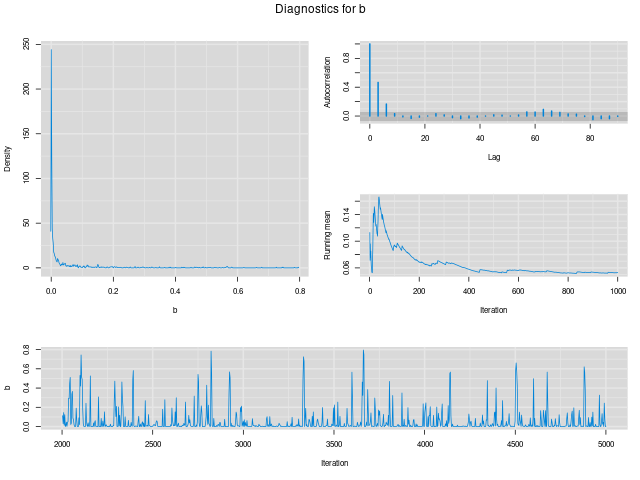 Diagnostics for b
Density
0 50 100 150 200 250
0.0 0.2 0.4 0.6 0.8
b
Autocorrelation
0.0 0.4 0.8
0 20 40 60 80
Lag
Running mean
0.06 0.10 0.14
0 200 400 600 800 1000
Iteration
b
0.0 0.2 0.4 0.6 0.8
2000 2500 3000 3500 4000 4500 5000
Iteration